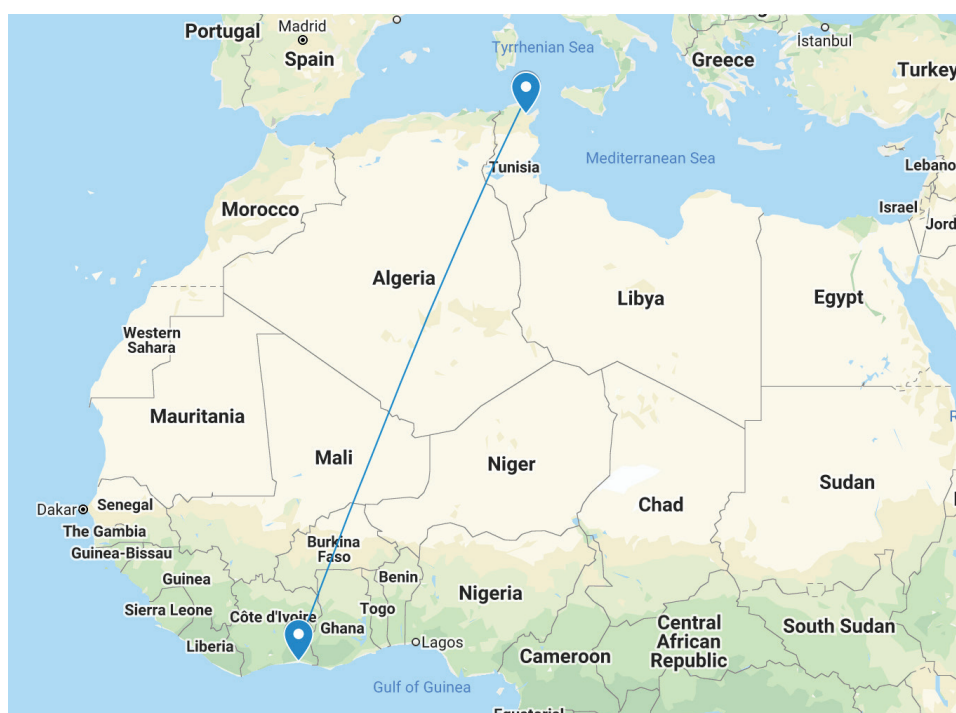 Portugal
Madrid
Spain
Tyrrhenian Sea
Greece
İstanbul
Turkey
Mediterranean Sea
Tunisia
Lebano
Israel
Jord
Morocco
Algeria
Libya
Egypt
Western
Sahara
Mauritania
Mali
Niger
Chad
Sudan
R
Dakar
Senegal
The Gambia
Guinea-Bissau
Guinea
Sierra Leone
Liberia
Côte d'Ivoire
Burkina
Faso
Ghana
Togo
Benin
Nigeria
Lagos
Cameroon
Central
African
Republic
South Sudan
Gulf of Guinea
Equatorial